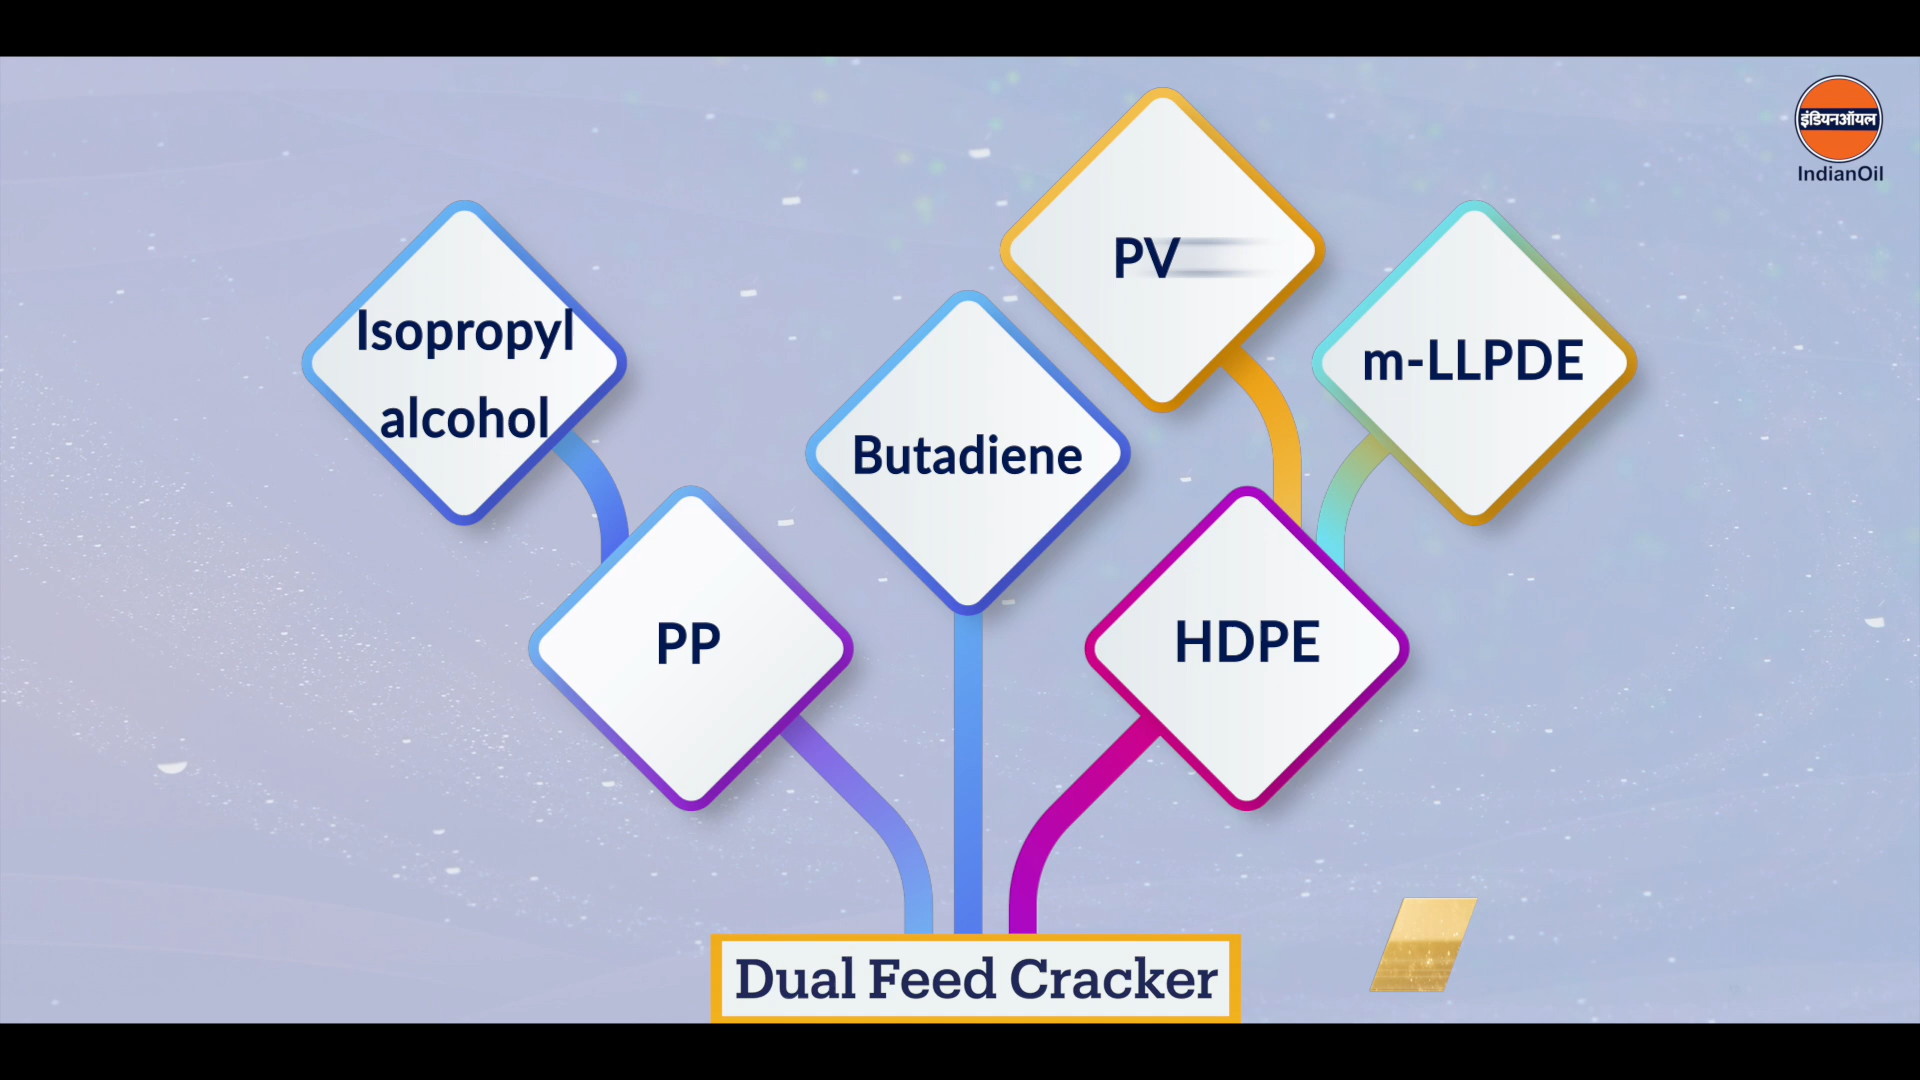 इंडियनऑयल
IndianOil
PV
Isopropyl
alcohol
m-LLPDE
Butadiene
PP
HDPE
Dual Feed Cracker